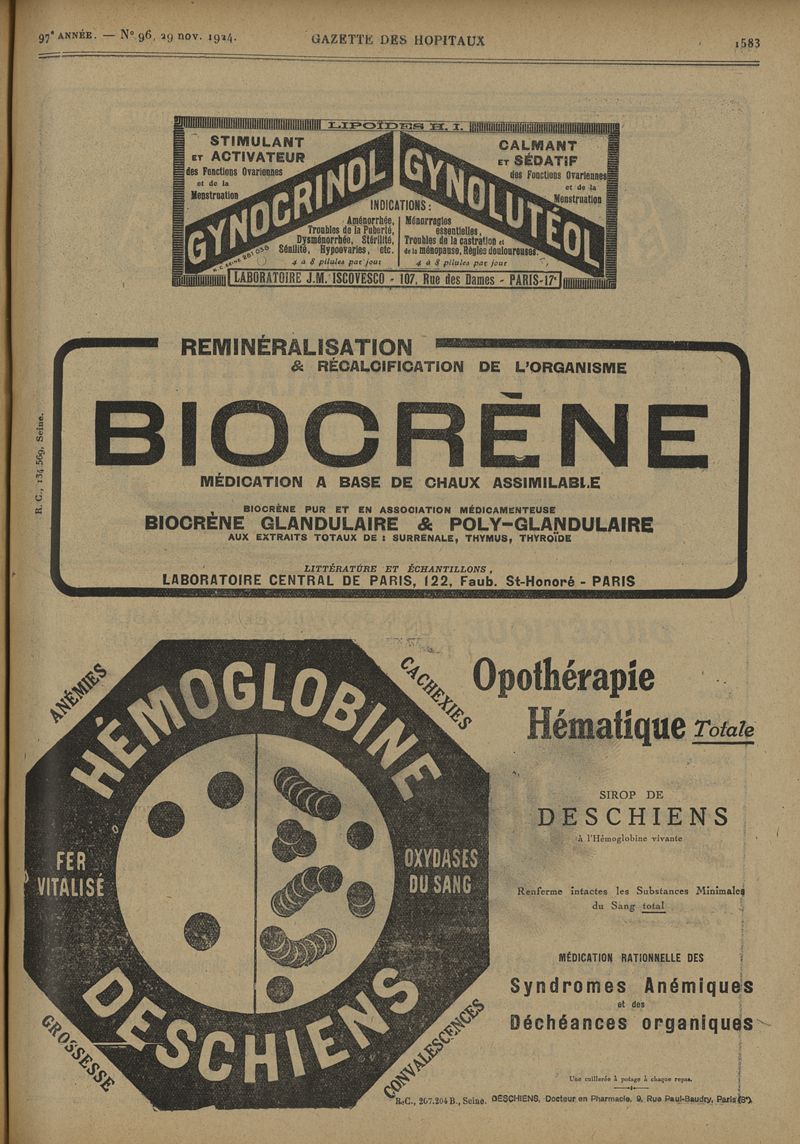 97e ANNÉE. — No 96, 29 nov. 1924.
GAZETTE DES HOPITAUX
1583
LIPOÏDES H. I.
STIMULANT
ET ACTIVATEUR
des Fonctions Ovariennes
et de la
Menstruation
GYNOCRINOL
CALMANT
ET SÉDATIF
des Fonctions Ovariennes
et de la
Menstruation
GYNOLUTÉOL
INDICATIONS:
Aménorrhée,
Troubles de la Puberté,
Dysménorrhée, Stérilité,
Sénilité, Hypoovaries, etc.
4 à 8 pilules par jour
Ménorragies
essentielles,
Troubles de la castration et
de la ménopause, Règles douloureuses.
4 à 8 pilules par jour
R. C. SEINE 261 036
LABORATOIRE J.M. ISCOVESCO - 107, Rue des Dames - PARIS-17e
REMINÉRALISATION
& RÉCALCIFICATION DE L'ORGANISME
BIOCRÈNE
MÉDICATION A BASE DE CHAUX ASSIMILABLE
BIOCRÈNE PUR ET EN ASSOCIATION MÉDICAMENTEUSE
BIOCRÈNE GLANDULAIRE & POLY-GLANDULAIRE
AUX EXTRAITS TOTAUX DE : SURRÉNALE, THYMUS, THYROÏDE
LITTÉRATURE ET ÉCHANTILLONS,
LABORATOIRE CENTRAL DE PARIS, 122, Faub. St-Honoré - PARIS
R. C., 134 569, Seine.
ANÉMIES
CACHEXIES
HÉMOGLOBINE
FER
VITALISÉ
OXYDASES
DU SANG
DESCHIENS
GROSSESSE
CONVALESCENCES
Opothérapie
Hématique Totale
SIROP DE
DESCHIENS
à l'Hémoglobine vivante
Renferme intactes les Substances Minimales
du Sang total
MÉDICATION RATIONNELLE DES
Syndromes Anémiques
et des
Déchéances organiques
Une cuillerée à potage à chaque repas.
R.C., 207.204 B., Seine. DESCHIENS, Docteur en Pharmacie, 9, Rue Paul-Baudry, Paris (8e).